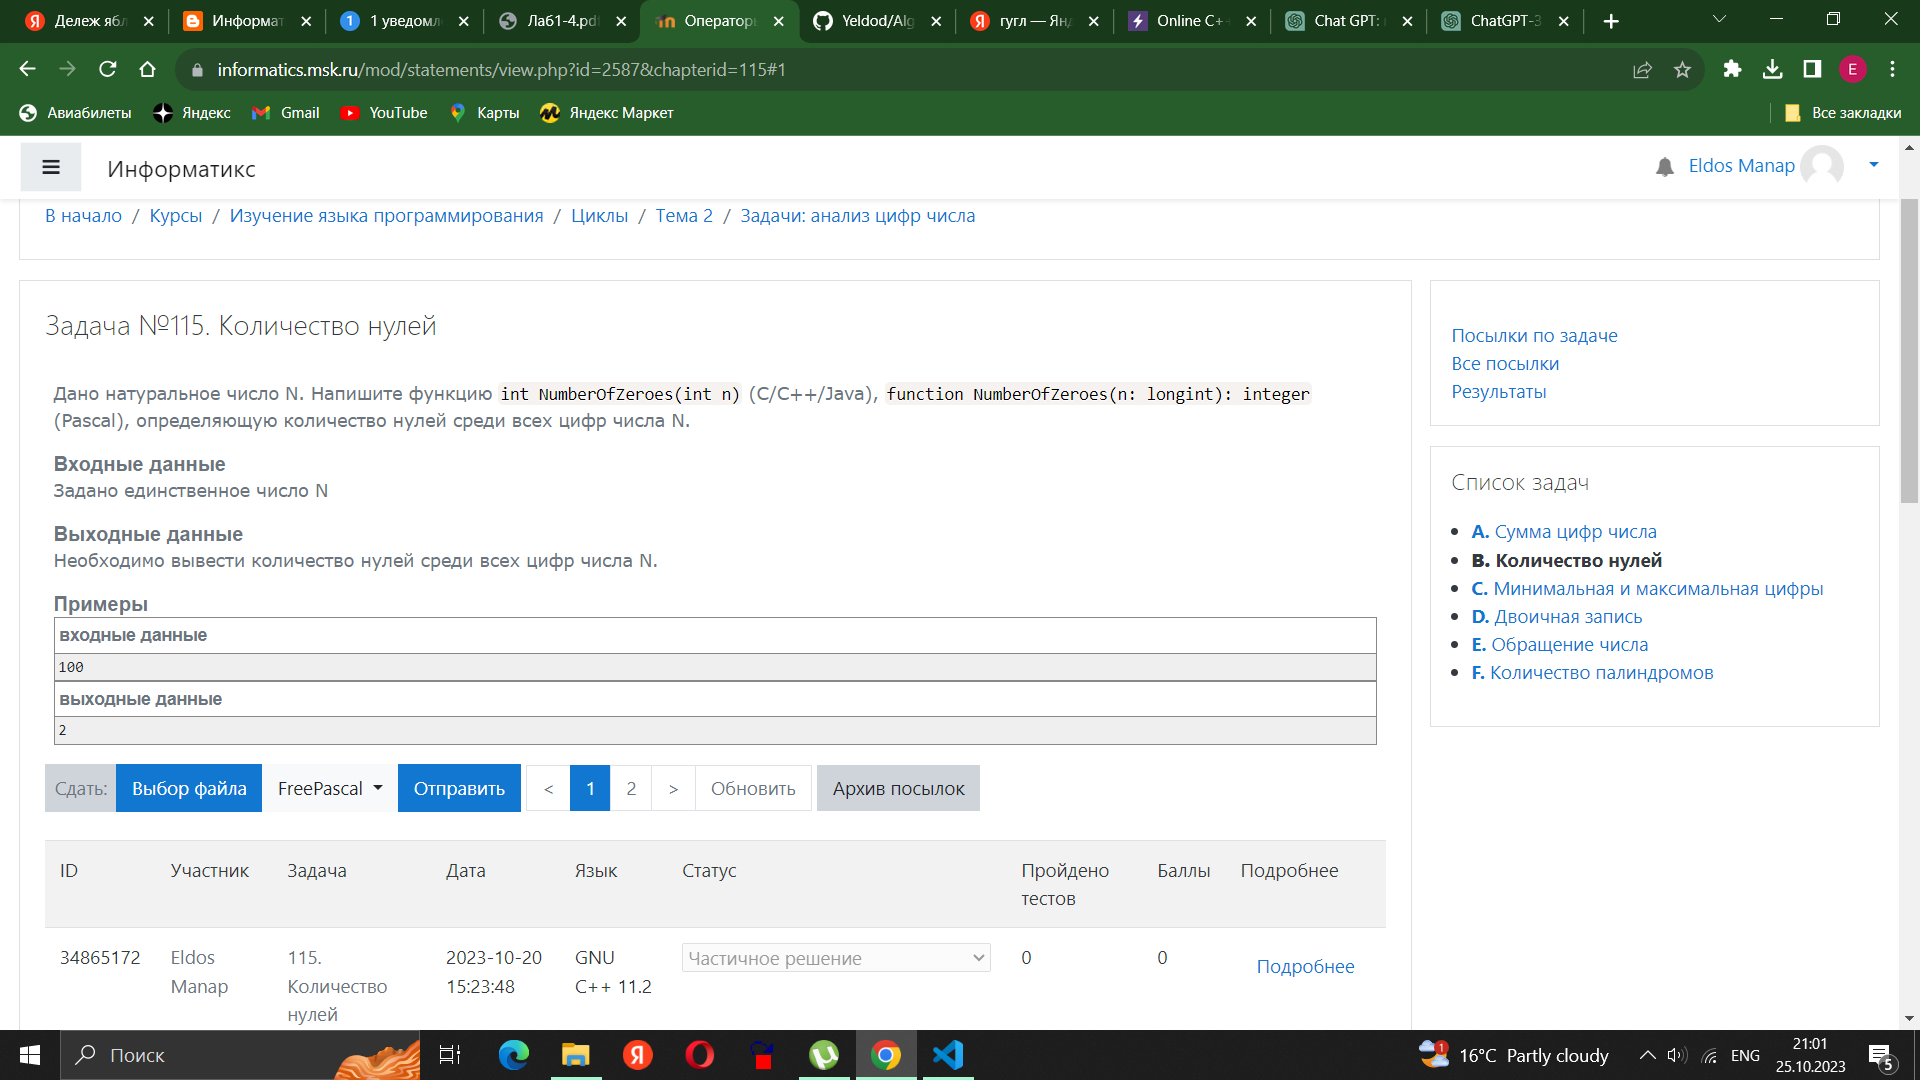 Дележ ябл
Информат
1 уведомл
Лаб1-4.pdf
Оператор
Yeldod/Alg
гугл — Янд
Online C+
Chat GPT:
ChatGPT-3
informatics.msk.ru/mod/statements/view.php?id=2587&chapterid=115#1
E
Авиабилеты
Яндекс
Gmail
YouTube
Карты
Яндекс Маркет
Все закладки
Информатикс
Eldos Manap
В начало / Курсы / Изучение языка программирования / Циклы / Тема 2 / Задачи: анализ цифр числа
Задача №115. Количество нулей
Дано натуральное число N. Напишите функцию int NumberOfZeroes(int n) (C/C++/Java), function NumberOfZeroes(n: longint): integer
(Pascal), определяющую количество нулей среди всех цифр числа N.
Входные данные
Задано единственное число N
Выходные данные
Необходимо вывести количество нулей среди всех цифр числа N.
Примеры
входные данные
100
выходные данные
2
Сдать: Выбор файла FreePascal Отправить < 1 2 > Обновить Архив посылок
ID Участник Задача Дата Язык Статус Пройдено тестов Баллы Подробнее
34865172 Eldos Manap 115. Количество нулей 2023-10-20 15:23:48 GNU C++ 11.2 Частичное решение 0 0 Подробнее
Посылки по задаче
Все посылки
Результаты
Список задач
A. Сумма цифр числа
B. Количество нулей
C. Минимальная и максимальная цифры
D. Двоичная запись
E. Обращение числа
F. Количество палиндромов
Поиск
1
16°C Partly cloudy
ENG
21:01
25.10.2023
5